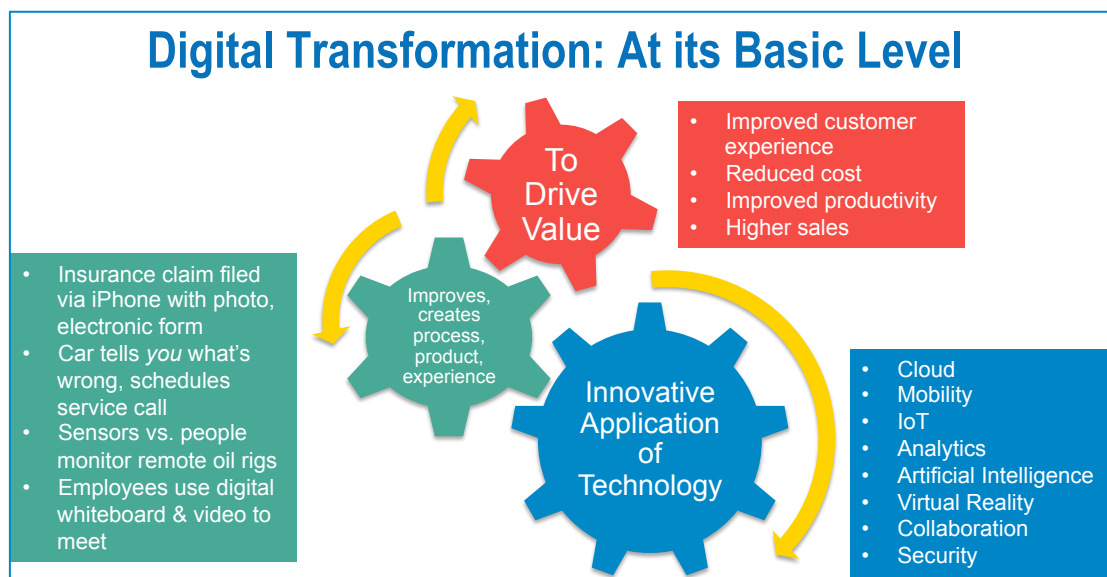 Digital Transformation: At its Basic Level
To
Drive
Value
• Improved customer
experience
• Reduced cost
• Improved productivity
• Higher sales
• Insurance claim filed
via iPhone with photo,
electronic form
• Car tells you what's
wrong, schedules
service call
• Sensors vs. people
monitor remote oil rigs
• Employees use digital
whiteboard & video to
meet
Improves,
creates
process,
product,
experience
Innovative
Application
of
Technology
• Cloud
• Mobility
• IoT
• Analytics
• Artificial Intelligence
• Virtual Reality
• Collaboration
• Security